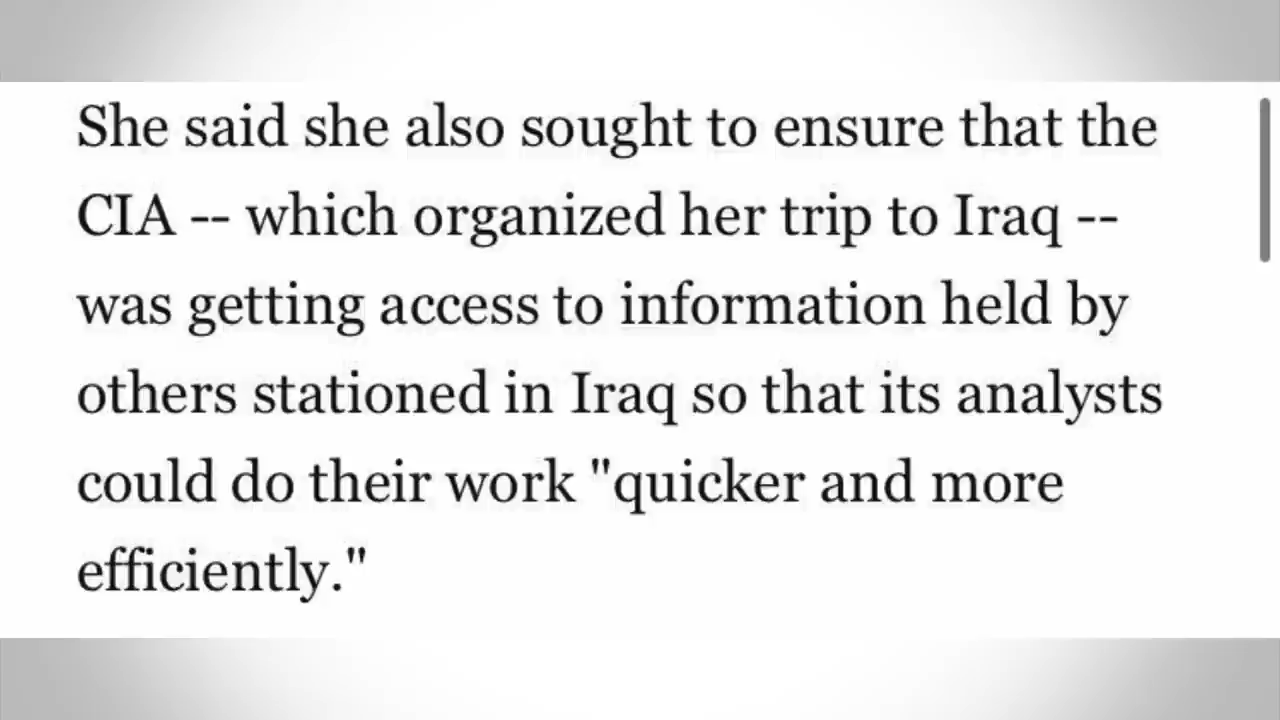 She said she also sought to ensure that the
CIA -- which organized her trip to Iraq --
was getting access to information held by
others stationed in Iraq so that its analysts
could do their work "quicker and more
efficiently."